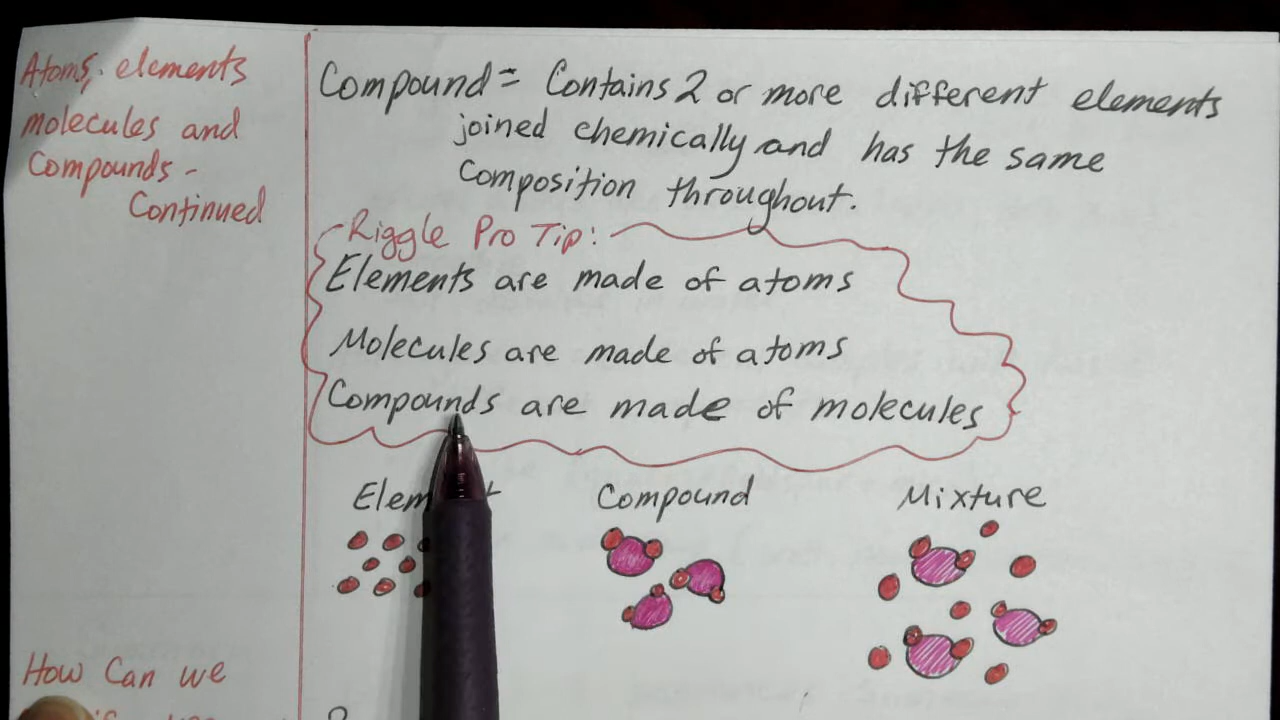 Atoms, elements
molecules and
Compounds -
Continued
Compound = Contains 2 or more different elements
joined chemically and has the same
Composition throughout.
Riggle Pro Tip:
Elements are made of atoms
Molecules are made of atoms
Compounds are made of molecules
Compound
Mixture
How Can we